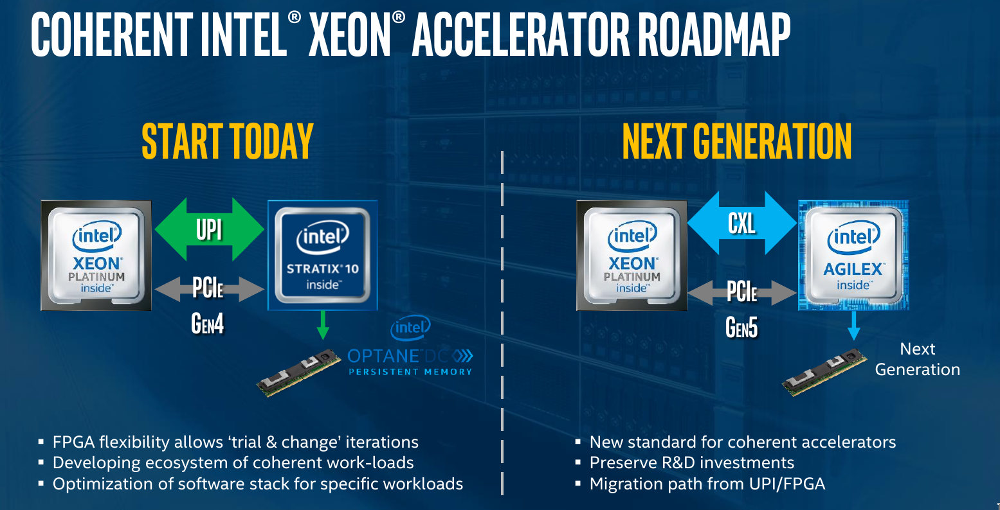 COHERENT INTEL® XEON® ACCELERATOR ROADMAP
START TODAY
intel®
XEON®
PLATINUM
inside™
UPI
PCIE
GEN4
intel®
STRATIX® 10
inside™
intel®
OPTANE™ DC
PERSISTENT MEMORY
▪ FPGA flexibility allows ‘trial & change’ iterations
▪ Developing ecosystem of coherent work-loads
▪ Optimization of software stack for specific workloads
NEXT GENERATION
intel®
XEON®
PLATINUM
inside™
CXL
PCIE
GEN5
intel®
AGILEX™
inside™
Next
Generation
▪ New standard for coherent accelerators
▪ Preserve R&D investments
▪ Migration path from UPI/FPGA